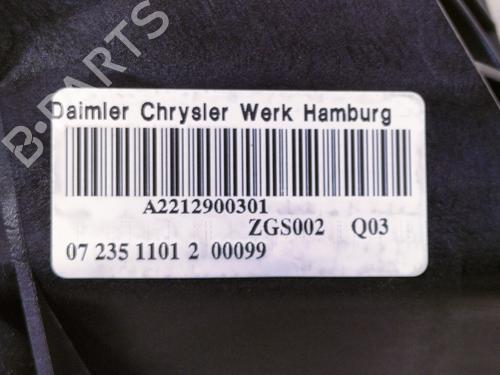 B-PARTS
Daimler Chrysler Werk Hamburg
A2212900301
ZGS002 Q03
07 235 1101 2 00099